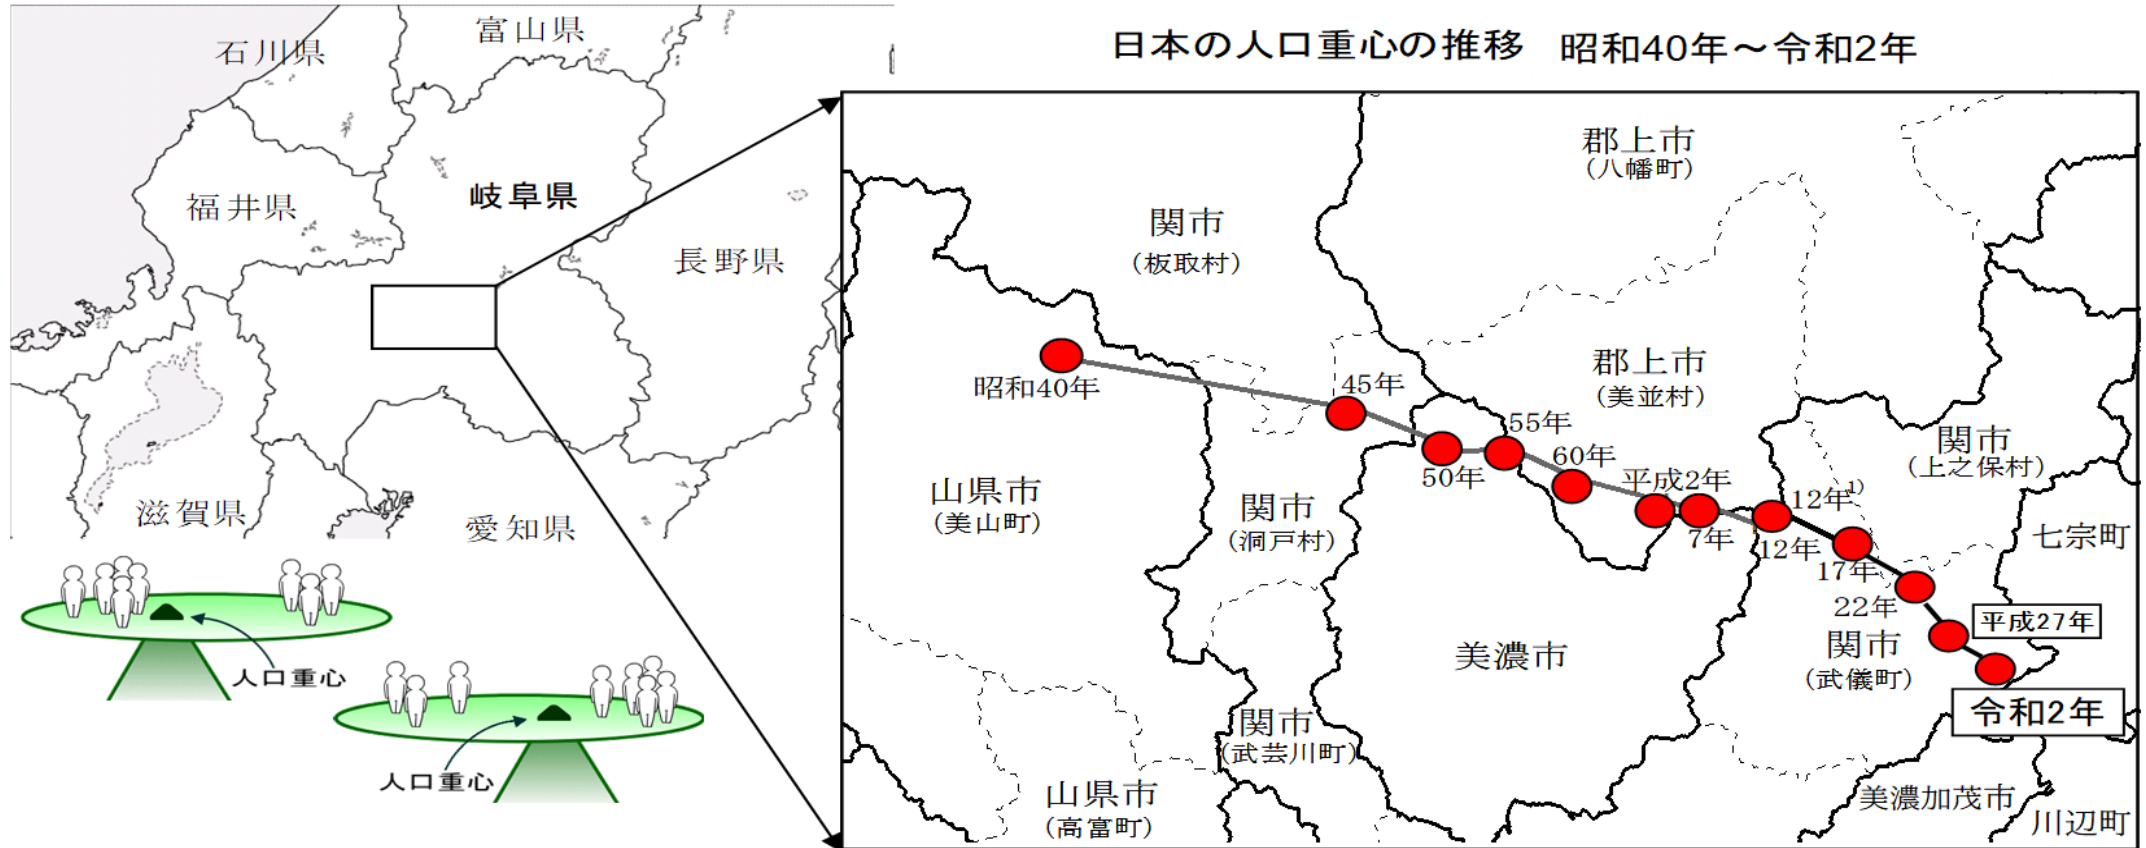 日本の人口重心の推移 昭和40年～令和2年
石川県
富山県
福井県
岐阜県
長野県
滋賀県
愛知県
人口重心
人口重心
郡上市
(八幡町)
関市
(板取村)
昭和40年
45年
郡上市
(美並村)
50年
55年
60年
平成2年
7年
12年1)
12年
17年
22年
平成27年
令和2年
関市
(上之保村)
七宗町
山県市
(美山町)
関市
(洞戸村)
美濃市
関市
(武儀町)
関市
(武芸川町)
山県市
(高富町)
美濃加茂市
川辺町